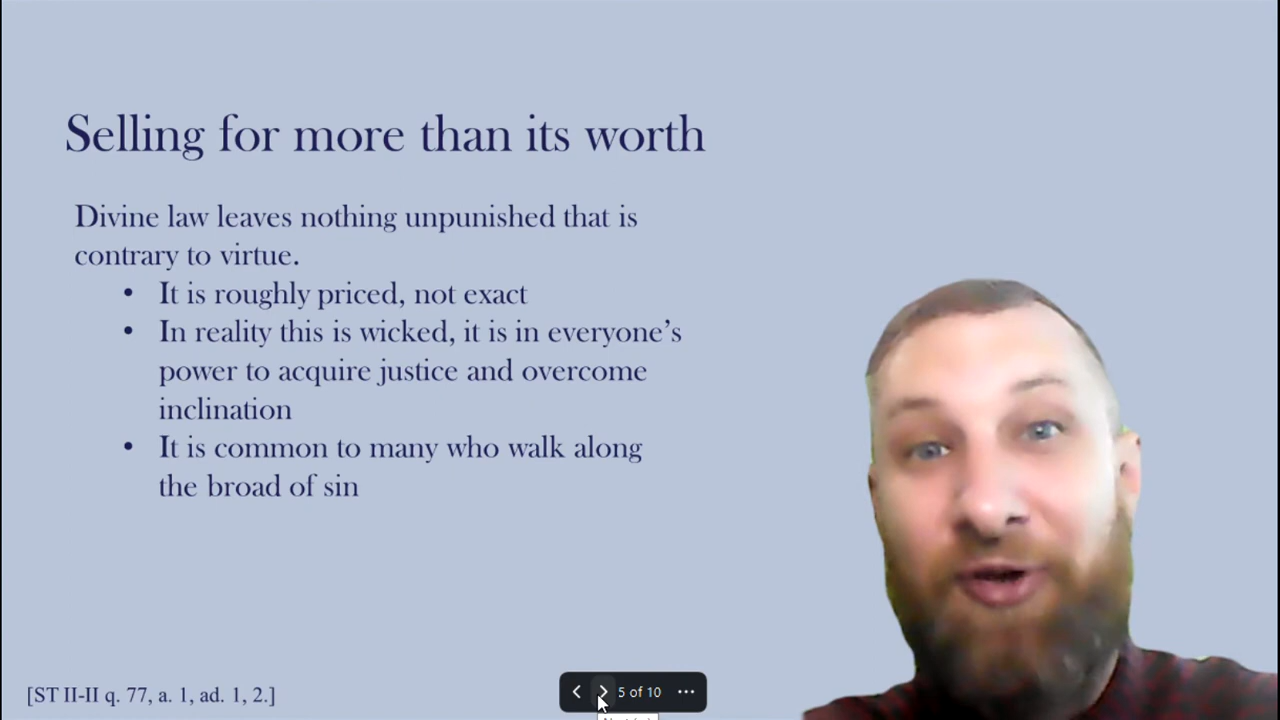 Selling for more than its worth
Divine law leaves nothing unpunished that is
contrary to virtue.
• It is roughly priced, not exact
• In reality this is wicked, it is in everyone’s
power to acquire justice and overcome
inclination
• It is common to many who walk along
the broad of sin
[ST II-II q. 77, a. 1, ad. 1, 2.]
5 of 10